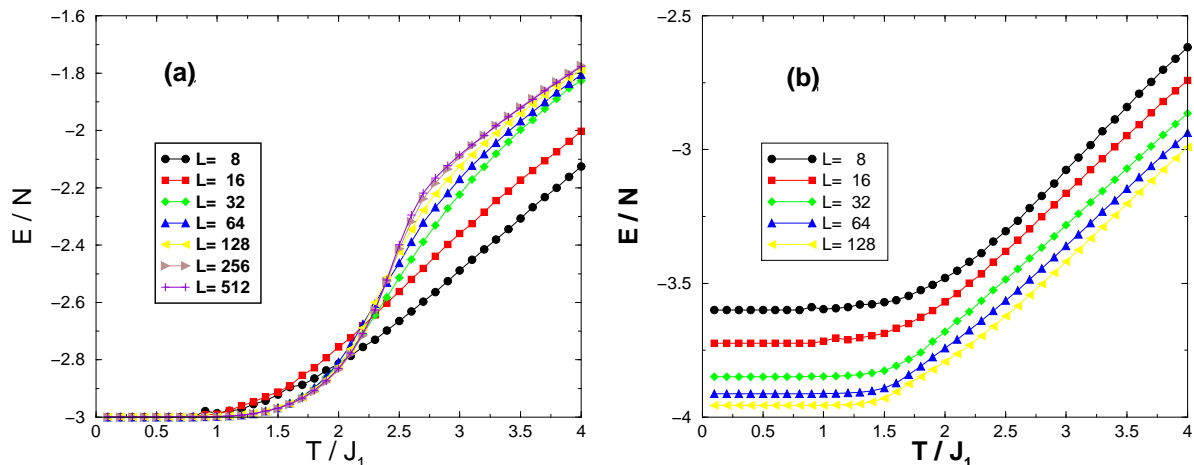 −1.6
−1.8
−2
−2.2
−2.4
−2.6
−2.8
−3
E / N
(a)
L= 8
L= 16
L= 32
L= 64
L= 128
L= 256
L= 512
0 0.5 1 1.5 2 2.5 3 3.5 4
T / J1
−2.5
−3
−3.5
−4
E / N
(b)
L= 8
L= 16
L= 32
L= 64
L= 128
0 0.5 1 1.5 2 2.5 3 3.5 4
T / J1